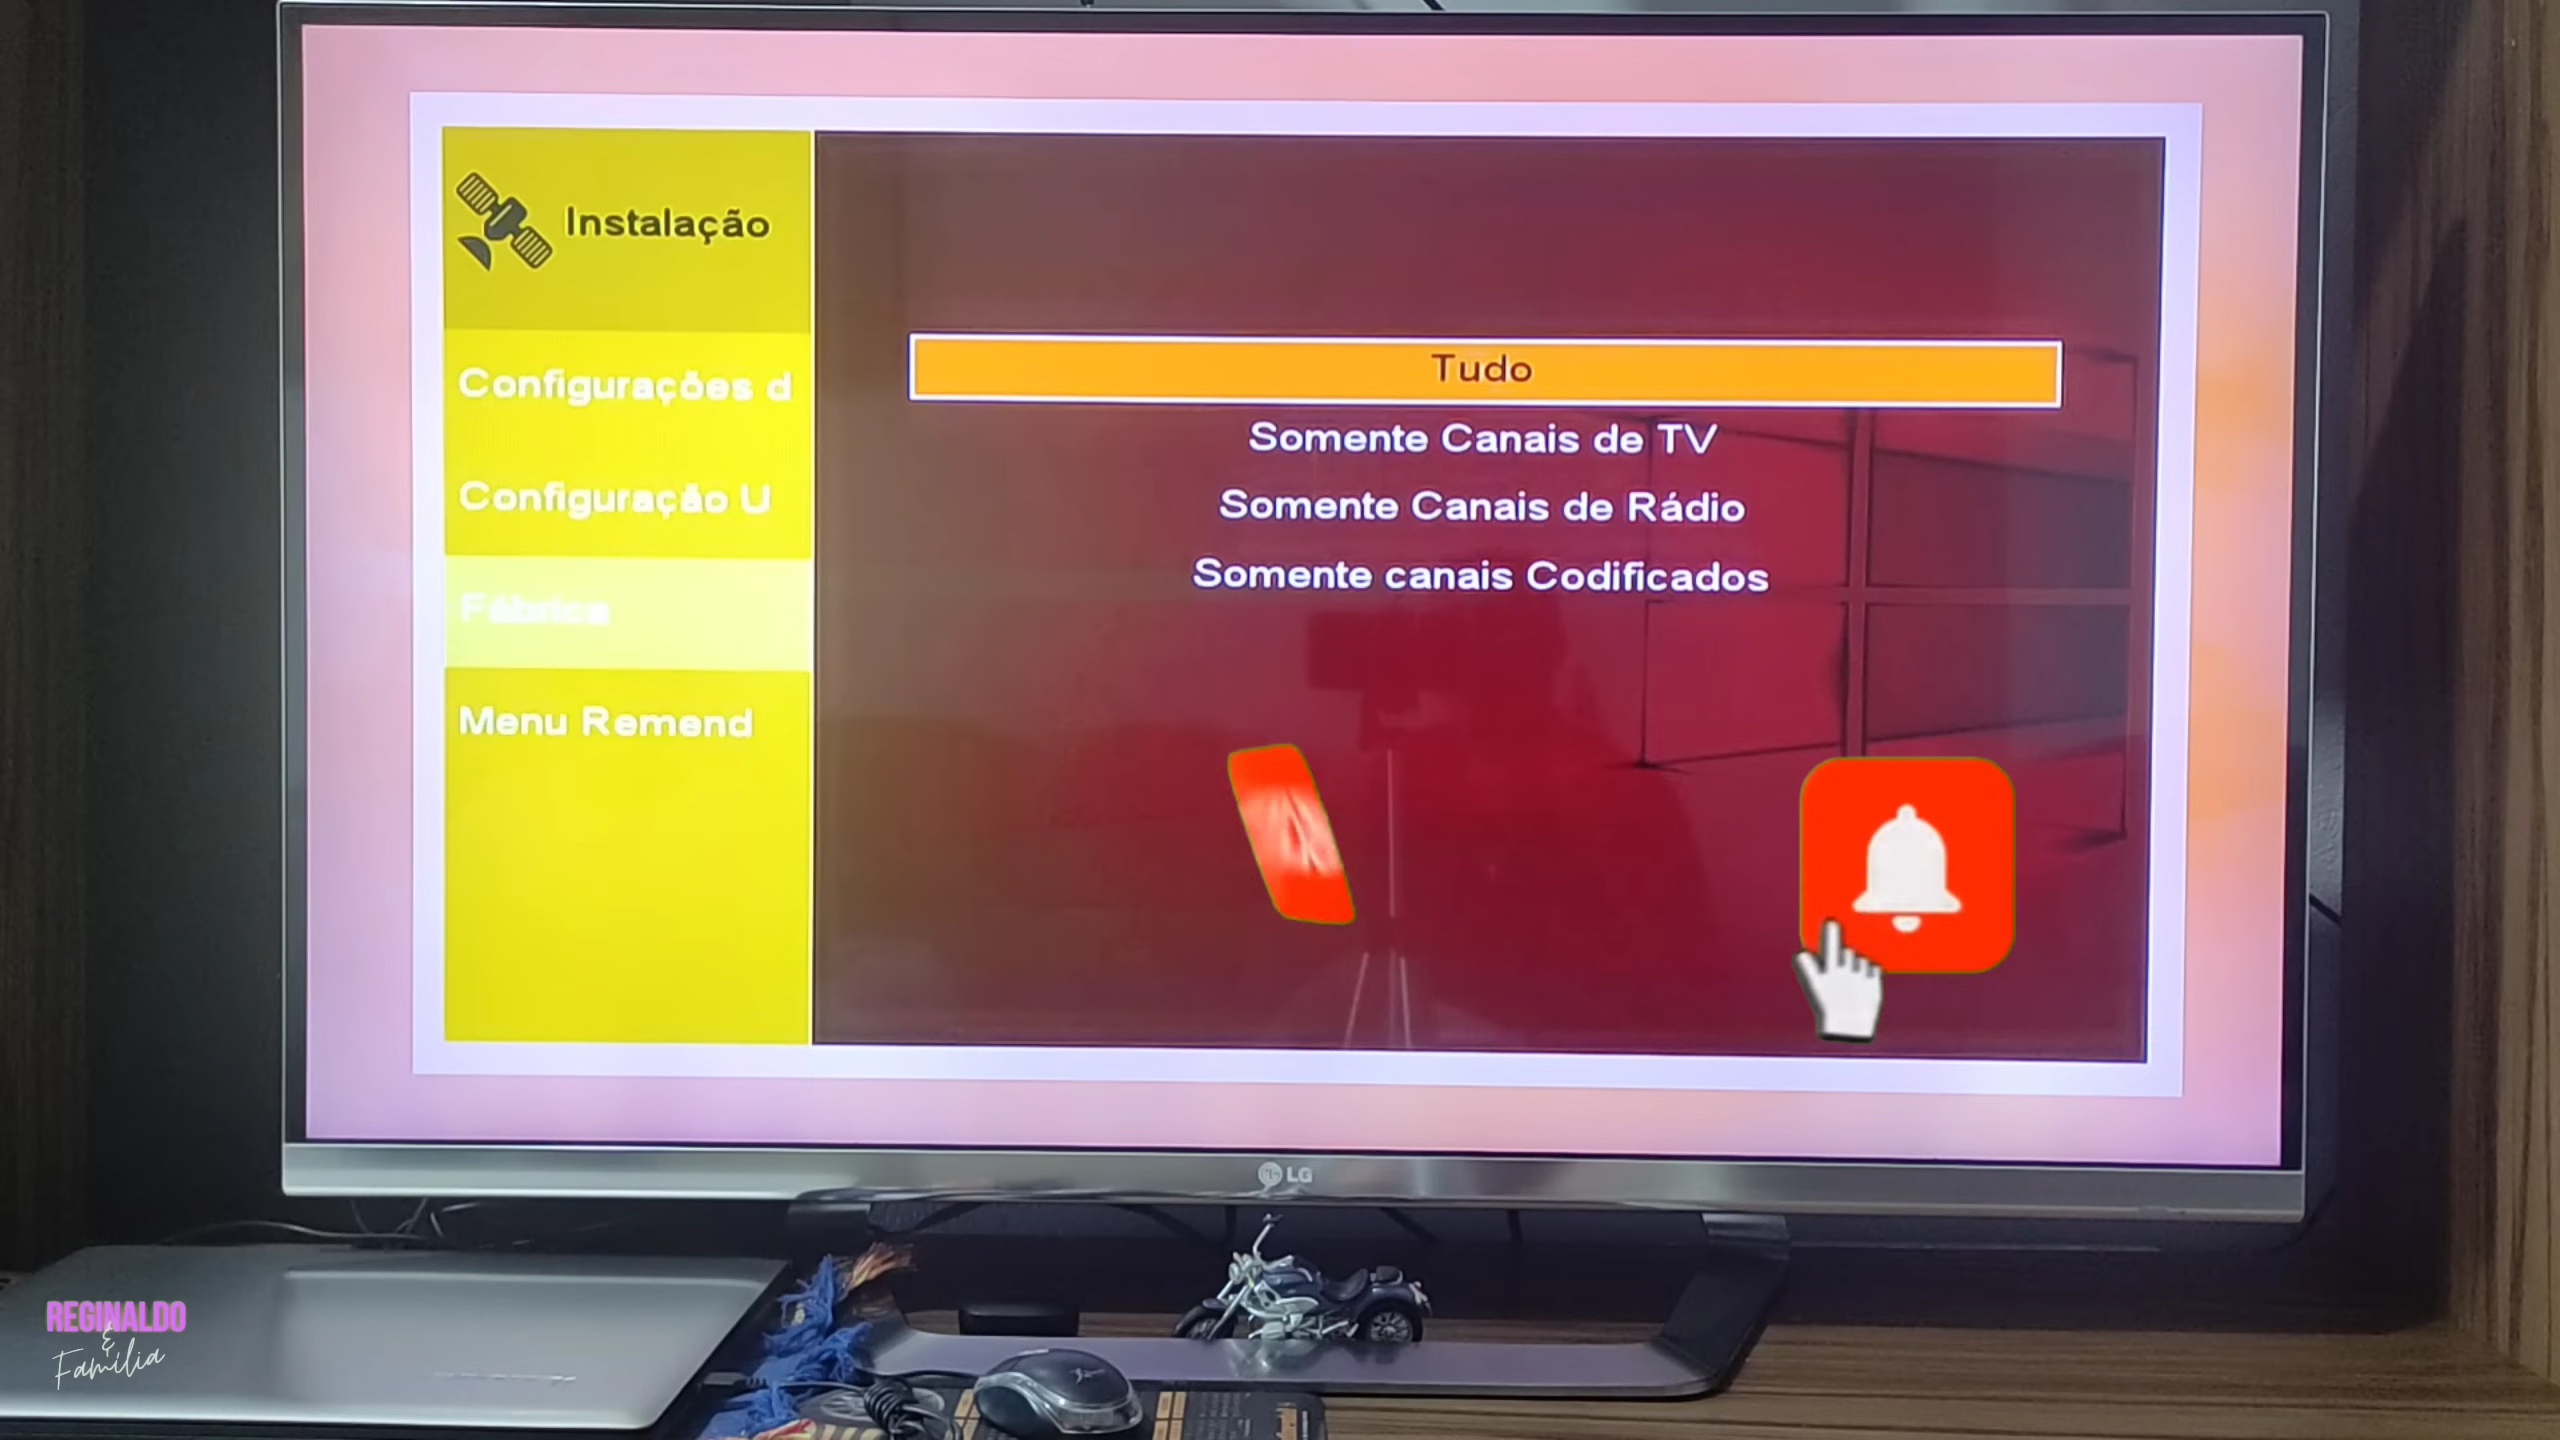 Instalação
Configurações d
Configuração U
Fábrica
Menu Remend
Tudo
Somente Canais de TV
Somente Canais de Rádio
Somente canais Codificados
LG
REGINALDO
&
Família